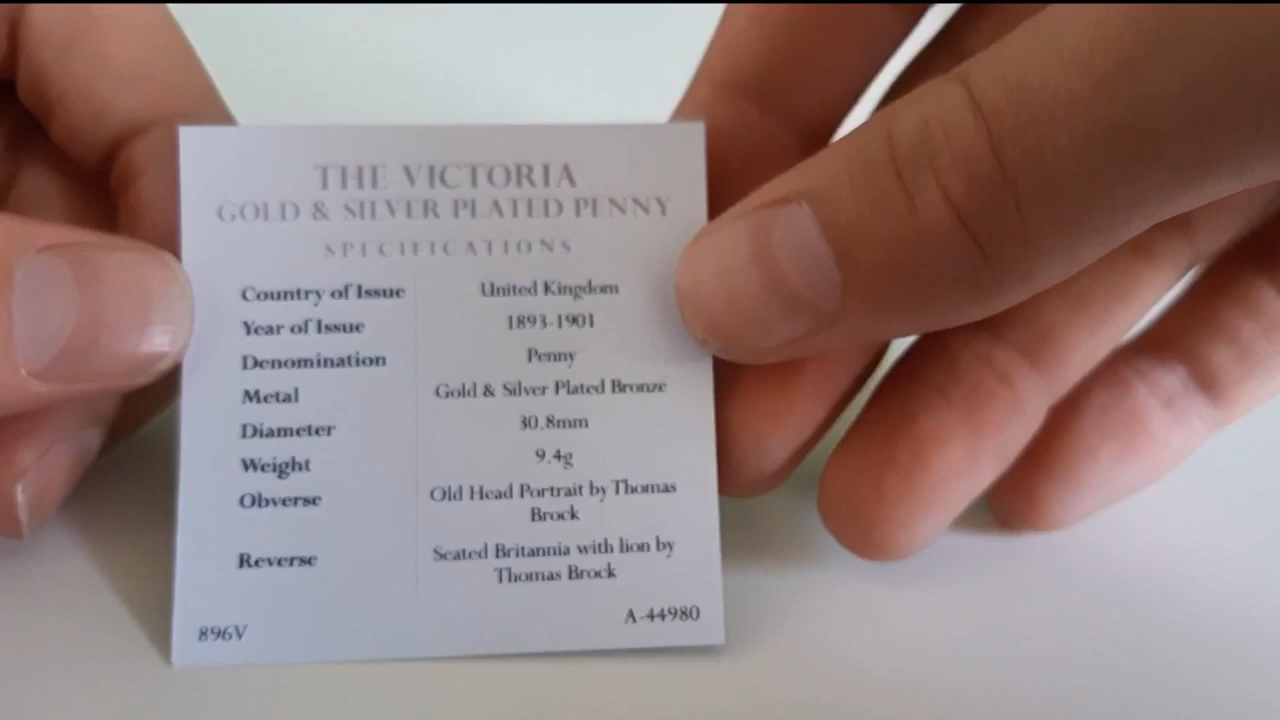 THE VICTORIA
GOLD & SILVER PLATED PENNY
SPECIFICATIONS
Country of Issue United Kingdom
Year of Issue 1893-1901
Denomination Penny
Metal Gold & Silver Plated Bronze
Diameter 30.8mm
Weight 9.4g
Obverse Old Head Portrait by Thomas
Brock
Reverse Seated Britannia with lion by
Thomas Brock
896V A-44980